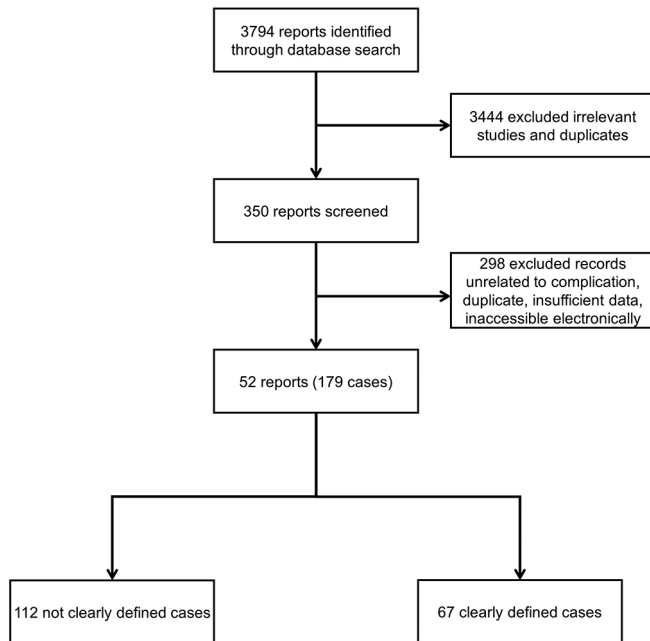 3794 reports identified
through database search
3444 excluded irrelevant
studies and duplicates
350 reports screened
298 excluded records
unrelated to complication,
duplicate, insufficient data,
inaccessible electronically
52 reports (179 cases)
112 not clearly defined cases
67 clearly defined cases